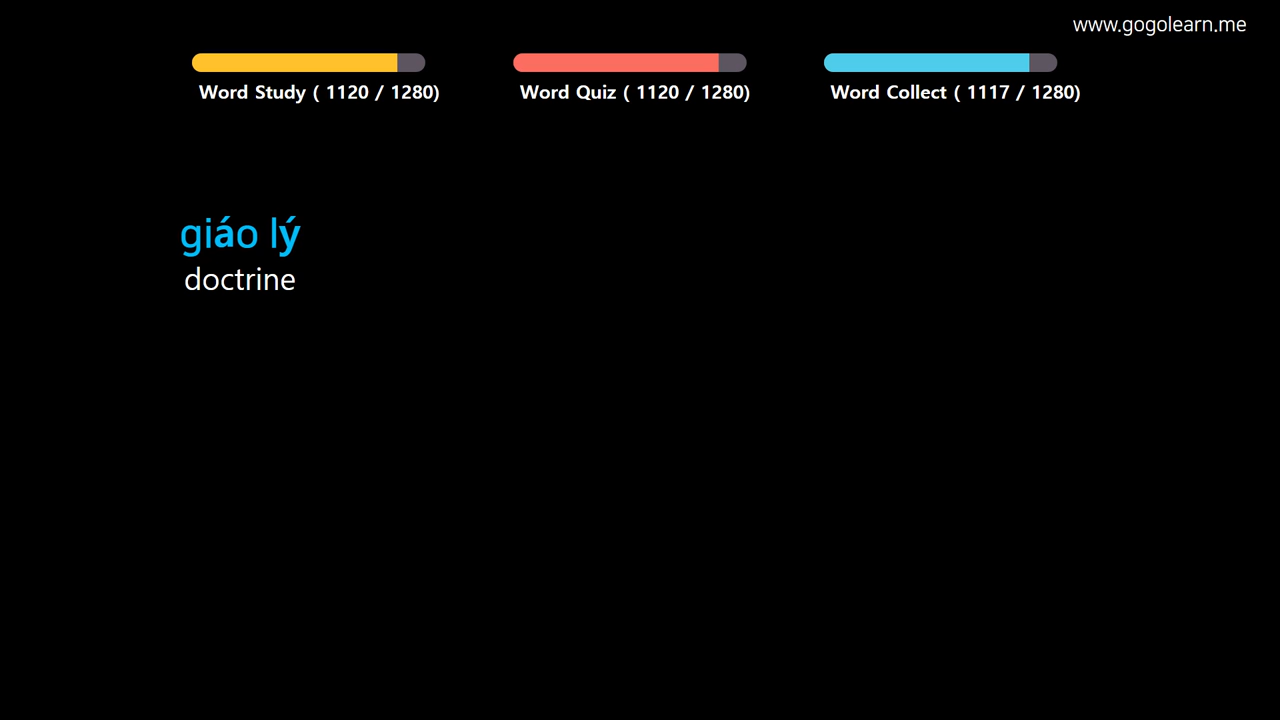 www.gogolearn.me
Word Study ( 1120 / 1280)
Word Quiz ( 1120 / 1280)
Word Collect ( 1117 / 1280)
giáo lý
doctrine